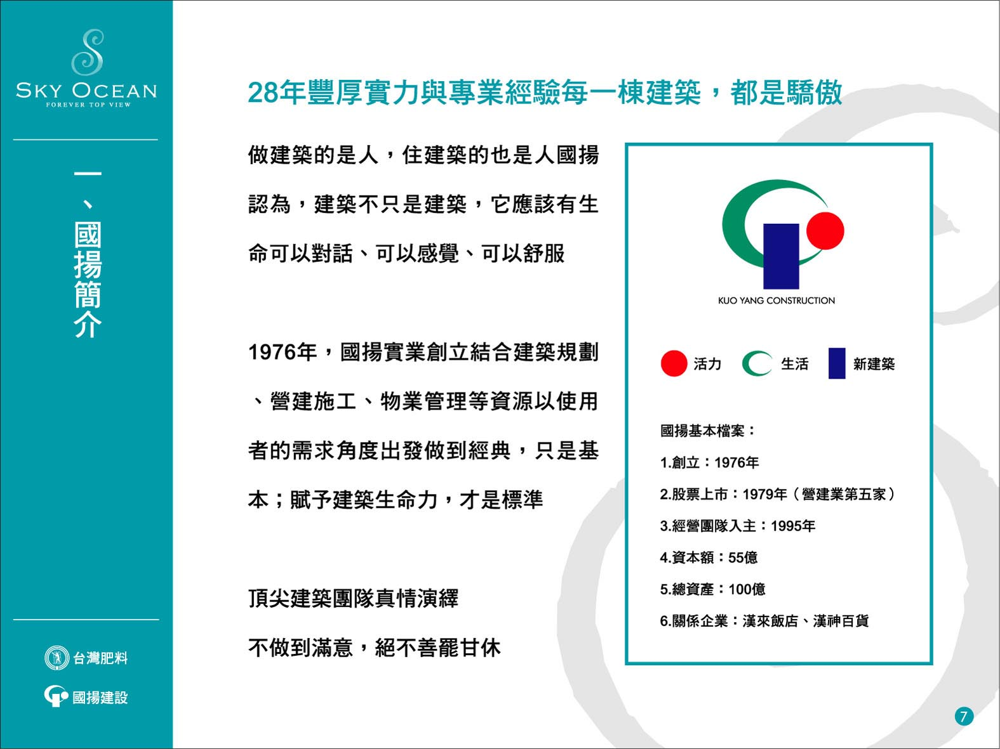 SKY OCEAN
FOREVER TOP VIEW
一、國揚簡介
台灣肥料
國揚建設
28年豐厚實力與專業經驗每一棟建築，都是驕傲
做建築的是人，住建築的也是人國揚
認為，建築不只是建築，它應該有生
命可以對話、可以感覺、可以舒服
1976年，國揚實業創立結合建築規劃
、營建施工、物業管理等資源以使用
者的需求角度出發做到經典，只是基
本；賦予建築生命力，才是標準
頂尖建築團隊真情演繹
不做到滿意，絕不善罷甘休
KUO YANG CONSTRUCTION
活力 生活 新建築
國揚基本檔案：
1.創立：1976年
2.股票上市：1979年（營建業第五家）
3.經營團隊入主：1995年
4.資本額：55億
5.總資產：100億
6.關係企業：漢來飯店、漢神百貨
7